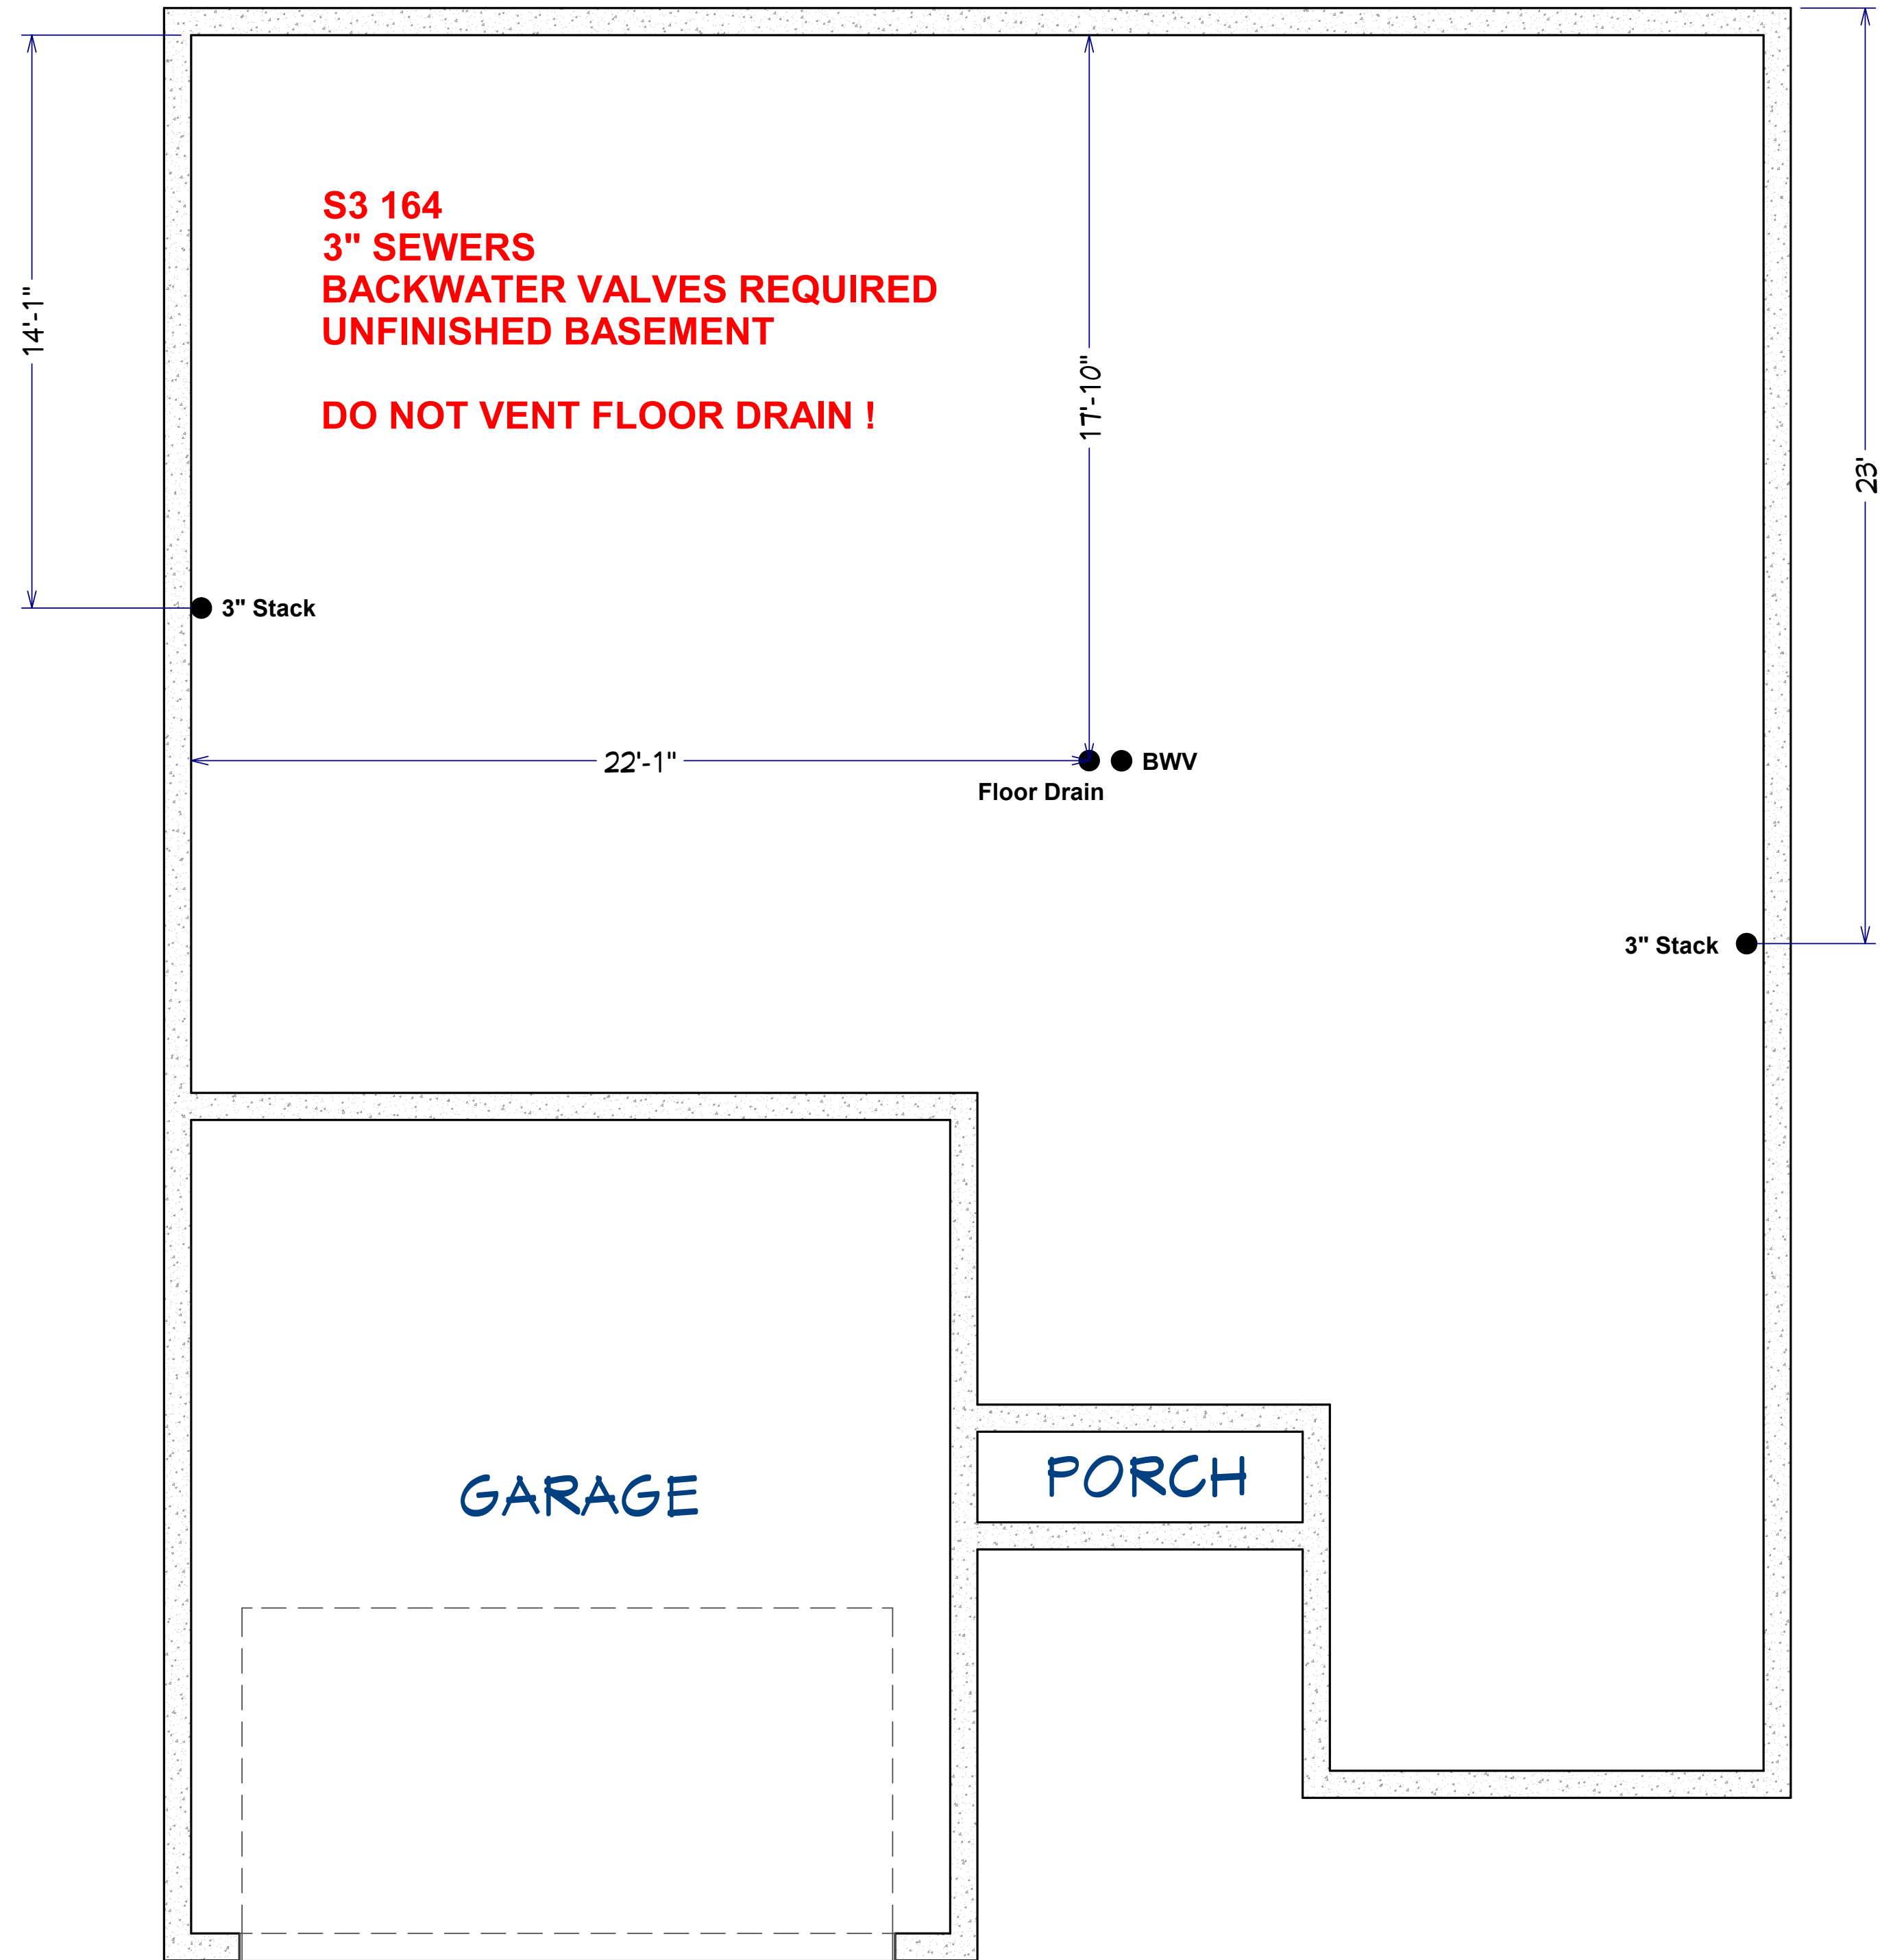 S3 164
3" SEWERS
BACKWATER VALVES REQUIRED
UNFINISHED BASEMENT
DO NOT VENT FLOOR DRAIN !
14'-1"
17'-10"
23'
3" Stack
22'-1"
BWV
Floor Drain
3" Stack
GARAGE
PORCH